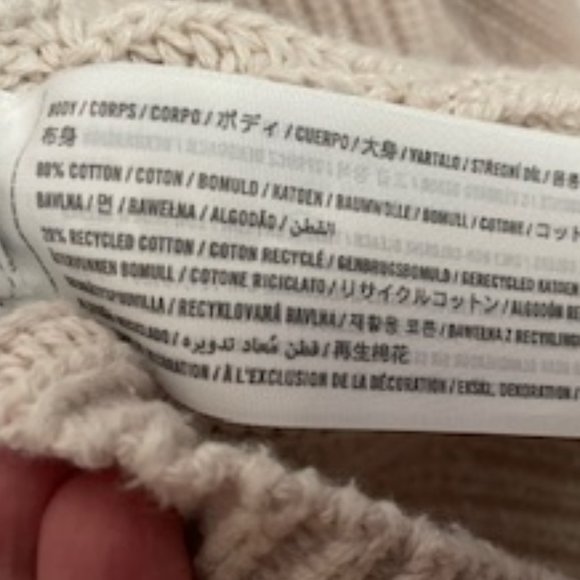 BODY / CORPS / CORPO / ボディ / CUERPO / 大身 / VARTALO / STŘEDNÍ DÍL /
布身
80% COTTON / COTON / BOMULD / KATOEN / BAUMWOLLE / BOMULL / COTONE / コット
BAVLNA / 면 / BAWEŁNA / ALGODÃO / القطن
20% RECYCLED COTTON / COTON RECYCLÉ / GENBRUGSBOMULD / GERECYCLED KATOEN
BOMULL / COTONE RICICLATO / リサイクルコットン / ALGODÓN
/ RECYKLOVANÁ BAVLNA / 재활용 코튼 / BAWEŁNA Z RECYKLINGU
/ قطن مُعاد تدويره / 再生棉花
/ À L'EXCLUSION DE LA DÉCORATION / EKSKL. DEKORATION /